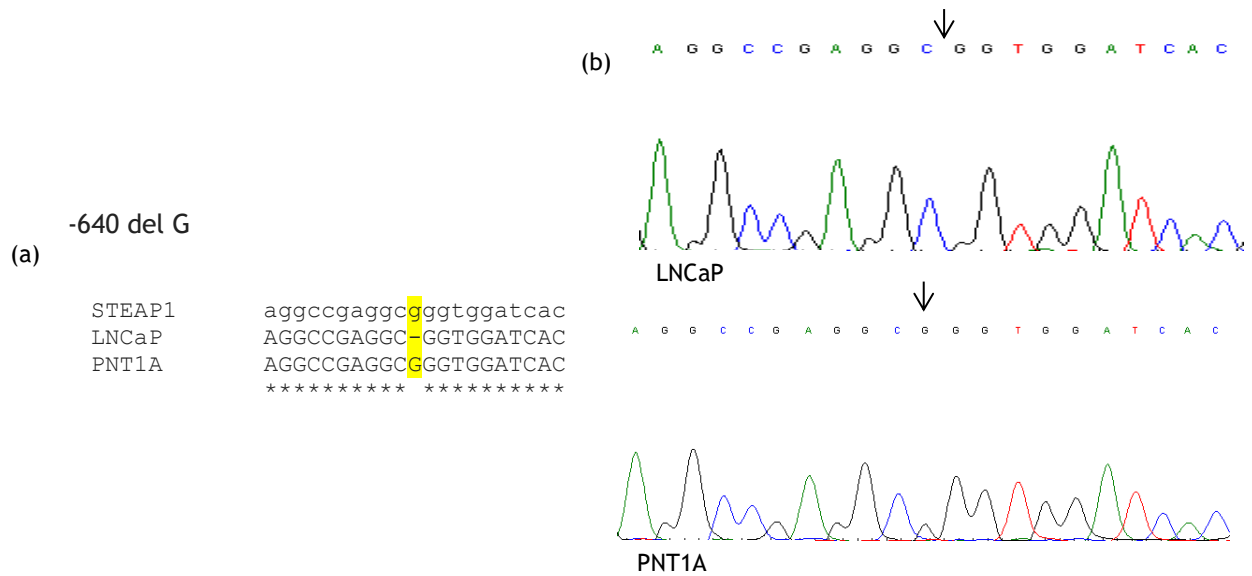 -640 del G
(a)
STEAP1 aggccgaggcgggtggatcac
LNCaP AGGCCGAGGC-GGTGGATCAC
PNT1A AGGCCGAGGCGGGTGGATCAC
********** **********
(b)
A G G C C G A G G C G G T G G A T C A C
LNCaP
A G G C C G A G G C G G G T G G A T C A C
PNT1A